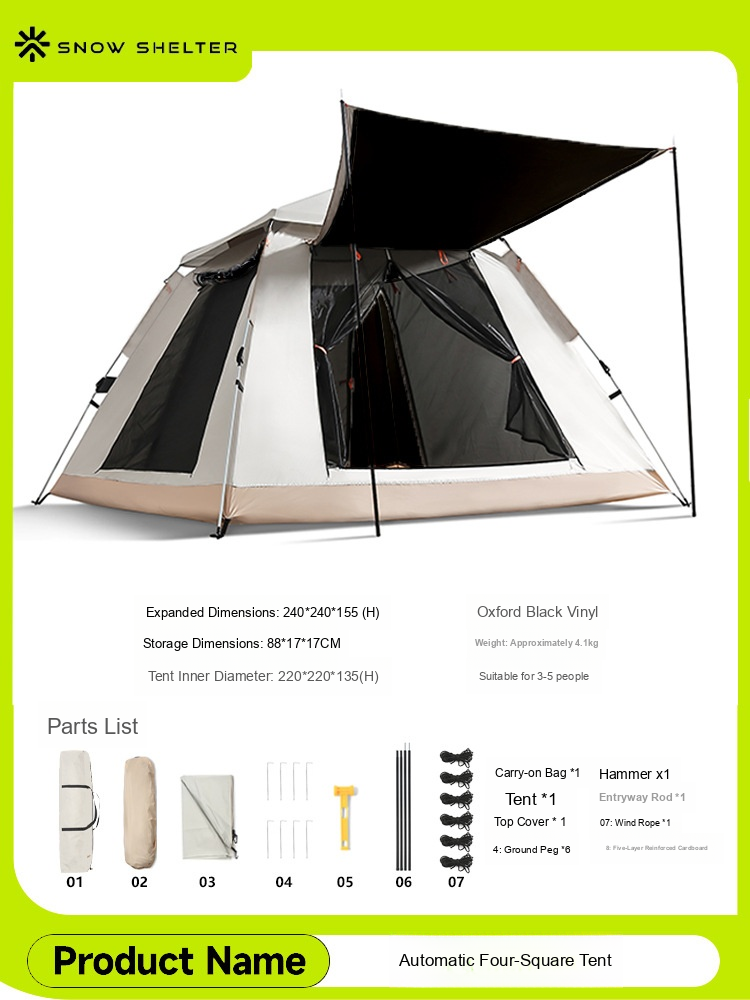 SNOW SHELTER
Expanded Dimensions: 240*240*155 (H)
Oxford Black Vinyl
Storage Dimensions: 88*17*17CM
Weight: Approximately 4.1kg
Tent Inner Diameter: 220*220*135(H)
Suitable for 3-5 people
Parts List
Carry-on Bag *1
Hammer x1
Tent *1
Entryway Rod *1
Top Cover * 1
07: Wind Rope *1
4: Ground Peg *6
8: Five-Layer Reinforced Cardboard
01
02
03
04
05
06
07
Product Name
Automatic Four-Square Tent